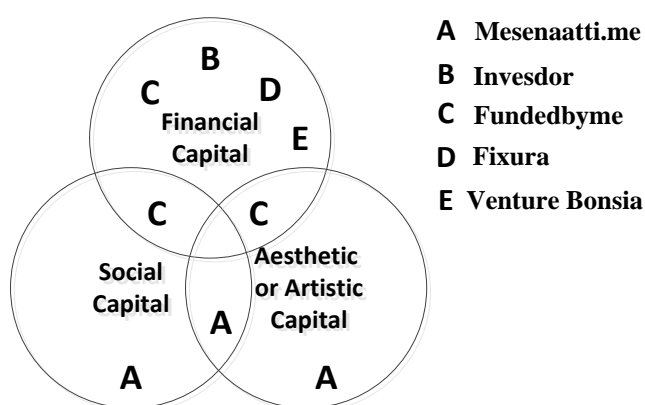 B
C
D
Financial
Capital
E
C
C
Social
Capital
Aesthetic
or Artistic
Capital
A
A
A
A Mesenaatti.me
B Invesdor
C Fundedbyme
D Fixura
E Venture Bonsia